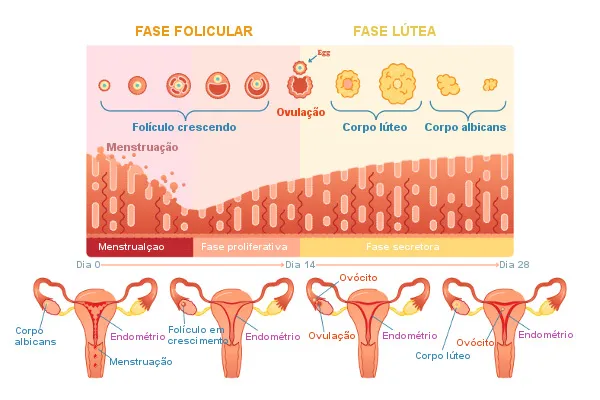 FASE FOLICULAR
FASE LÚTEA
Egg
Ovulação
Folículo crescendo
Corpo lúteo
Corpo albicans
Menstruação
Menstrualçao
Fase proliferativa
Fase secretora
Dia 0
Dia 14
Dia 28
Corpo
albicans
Endométrio
Menstruação
Folículo em
crescimento
Endométrio
Ovócito
Ovulação
Endométrio
Corpo lúteo
Ovócito
Endométrio